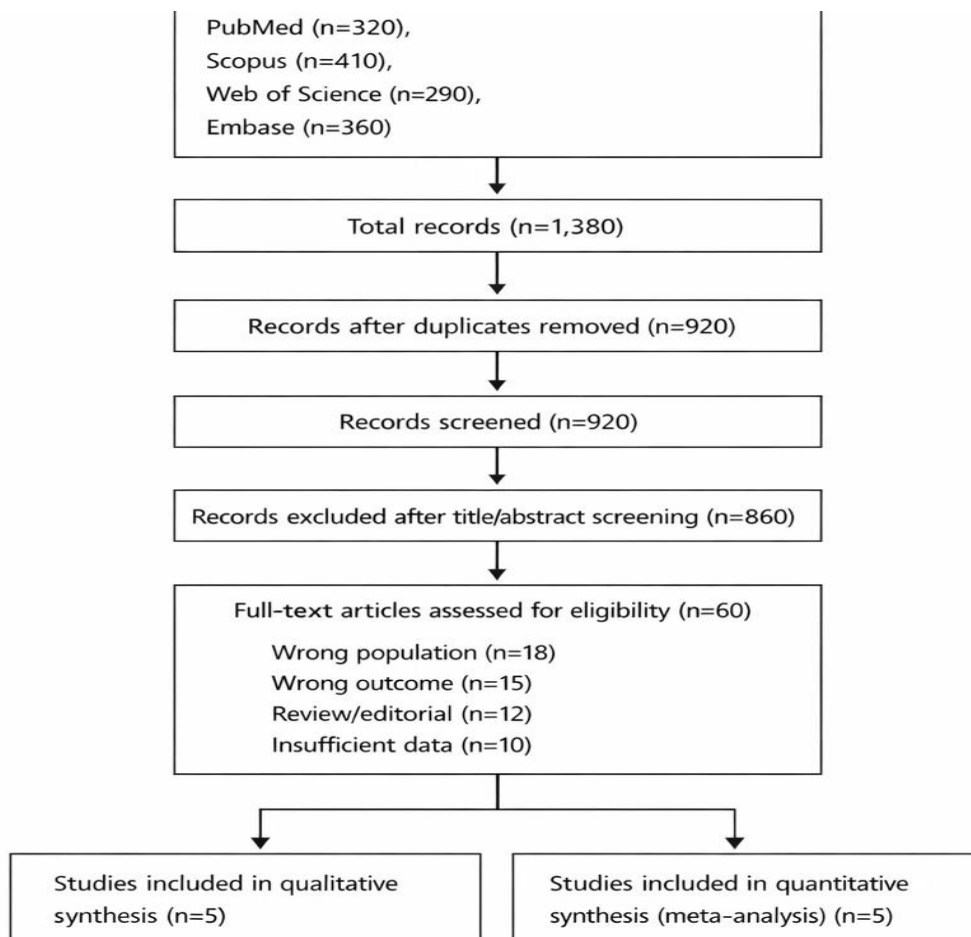 PubMed (n=320),
Scopus (n=410),
Web of Science (n=290),
Embase (n=360)
Total records (n=1,380)
Records after duplicates removed (n=920)
Records screened (n=920)
Records excluded after title/abstract screening (n=860)
Full-text articles assessed for eligibility (n=60)
Wrong population (n=18)
Wrong outcome (n=15)
Review/editorial (n=12)
Insufficient data (n=10)
Studies included in qualitative
synthesis (n=5)
Studies included in quantitative
synthesis (meta-analysis) (n=5)